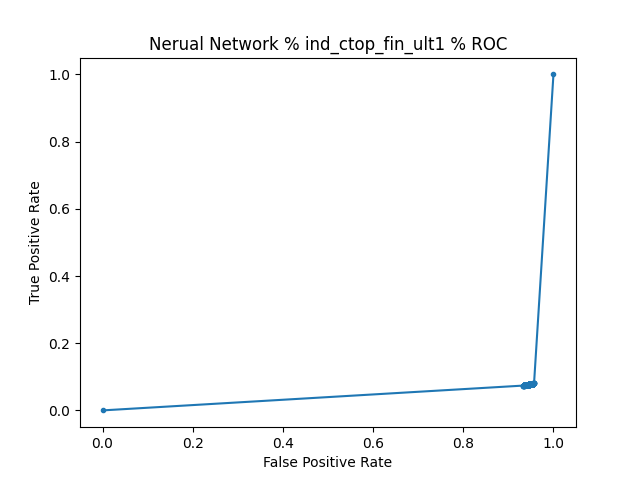 Nerual Network % ind_ctop_fin_ult1 % ROC
1.0
0.8
0.6
0.4
0.2
0.0
True Positive Rate
0.0 0.2 0.4 0.6 0.8 1.0
False Positive Rate